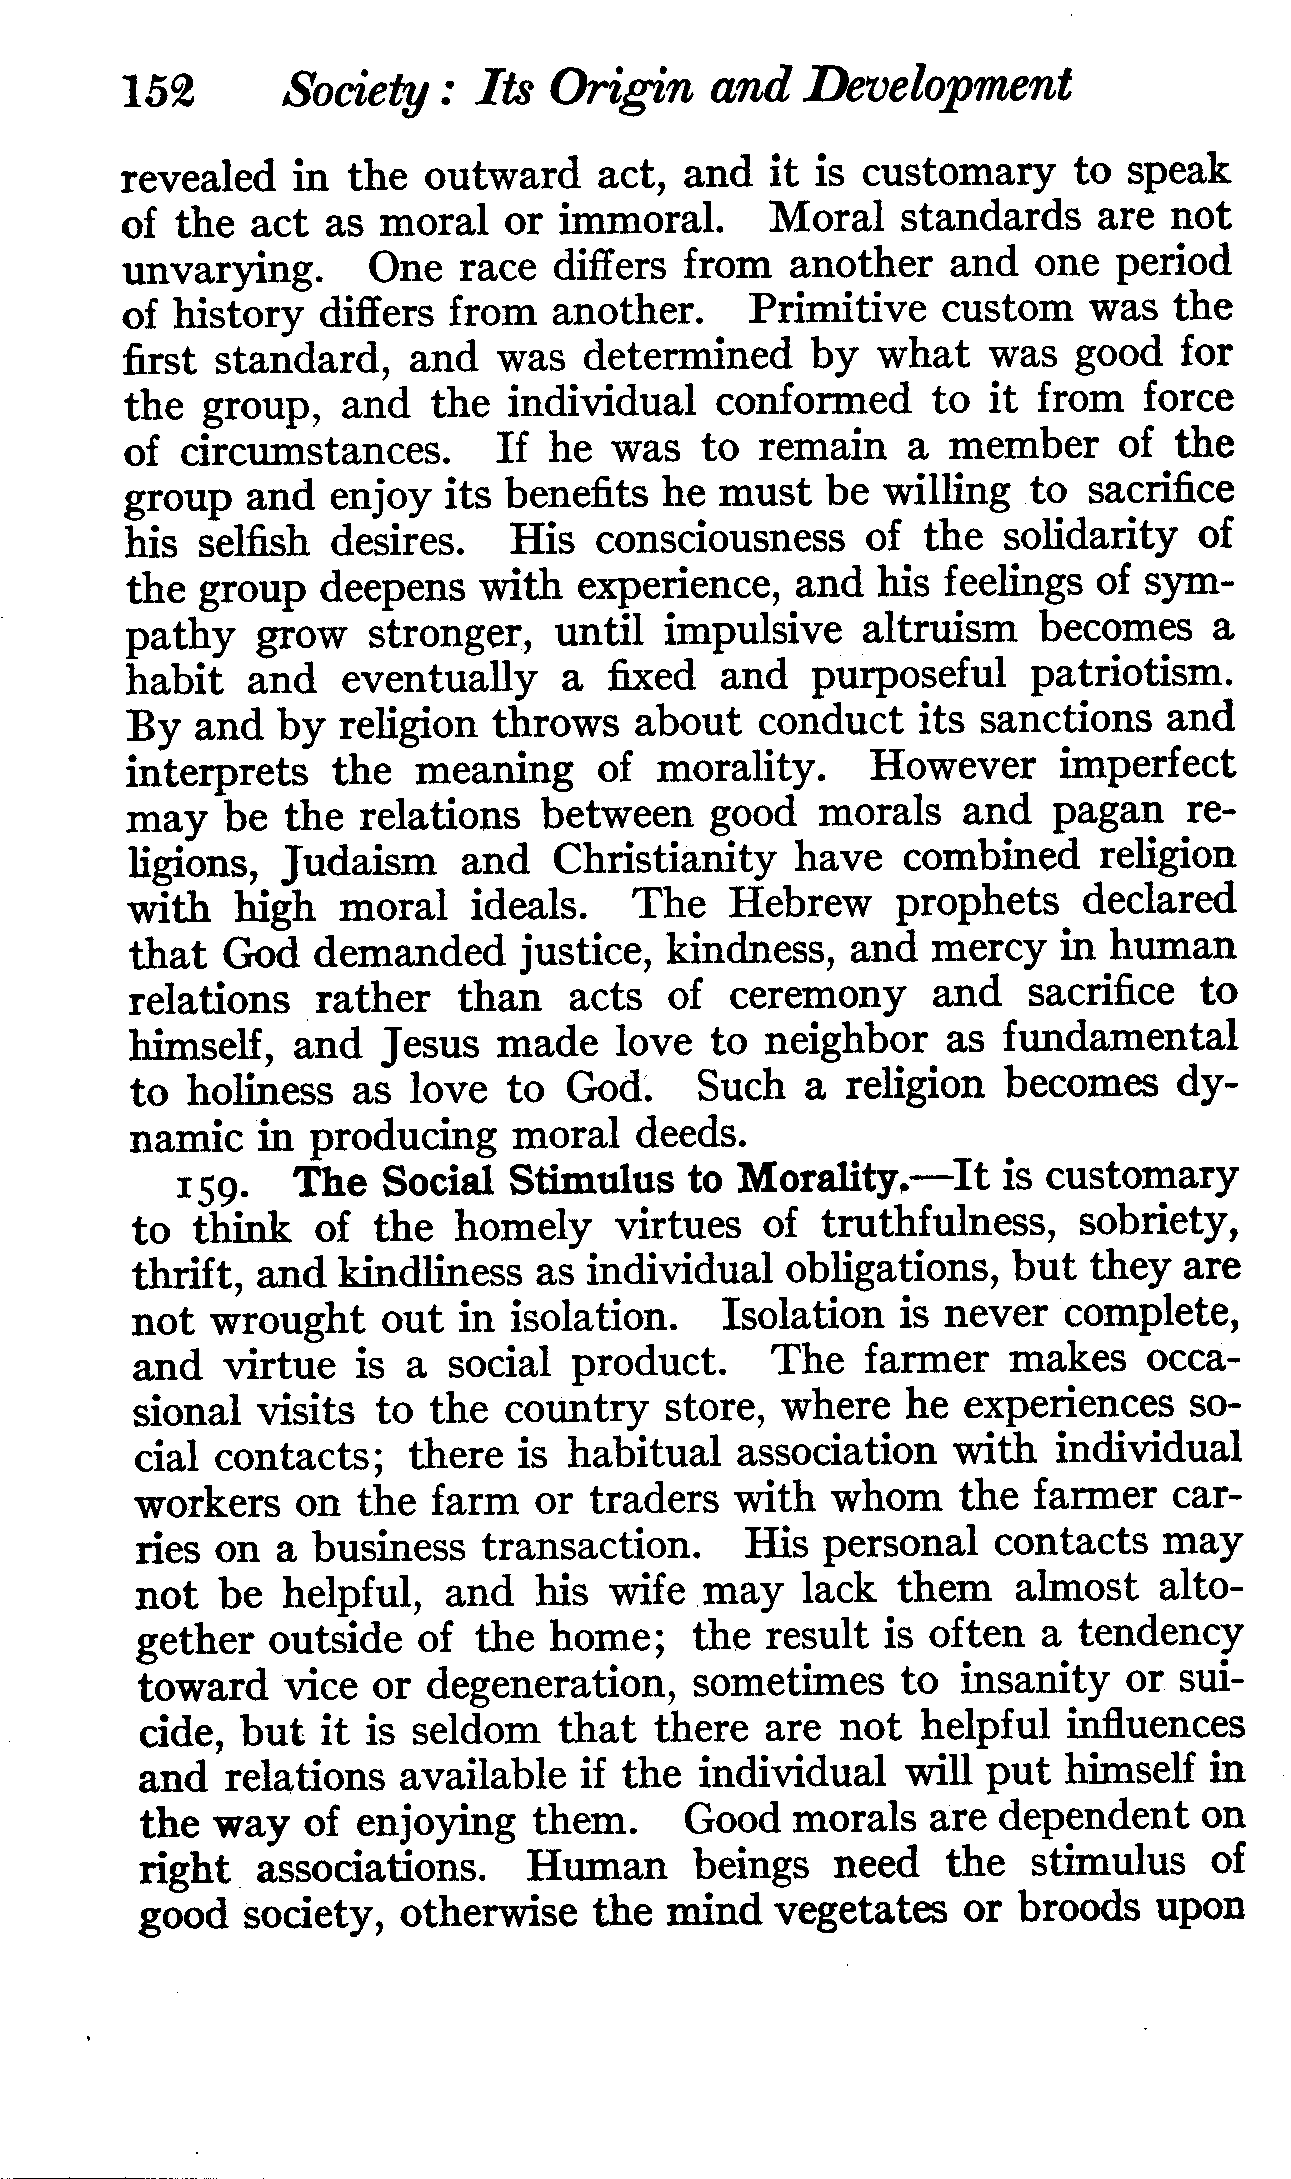 152 Society : Its Origin and Development
revealed in the outward act, and it is customary to speak
of the act as moral or immoral. Moral standards are not
unvarying. One race differs from another and one period
of history differs from another. Primitive custom was the
first standard, and was determined by what was good for
the group, and the individual conformed to it from force
of circumstances. If he was to remain a member of the
group and enjoy its benefits he must be willing to sacrifice
his selfish desires. His consciousness of the solidarity of
the group deepens with experience, and his feelings of sym-
pathy grow stronger, until impulsive altruism becomes a
habit and eventually a fixed and purposeful patriotism.
By and by religion throws about conduct its sanctions and
interprets the meaning of morality. However imperfect
may be the relations between good morals and pagan re-
ligions, Judaism and Christianity have combined religion
with high moral ideals. The Hebrew prophets declared
that God demanded justice, kindness, and mercy in human
relations rather than acts of ceremony and sacrifice to
himself, and Jesus made love to neighbor as fundamental
to holiness as love to God. Such a religion becomes dy-
namic in producing moral deeds.
159. The Social Stimulus to Morality.—It is customary
to think of the homely virtues of truthfulness, sobriety,
thrift, and kindliness as individual obligations, but they are
not wrought out in isolation. Isolation is never complete,
and virtue is a social product. The farmer makes occa-
sional visits to the country store, where he experiences so-
cial contacts; there is habitual association with individual
workers on the farm or traders with whom the farmer car-
ries on a business transaction. His personal contacts may
not be helpful, and his wife may lack them almost alto-
gether outside of the home; the result is often a tendency
toward vice or degeneration, sometimes to insanity or sui-
cide, but it is seldom that there are not helpful influences
and relations available if the individual will put himself in
the way of enjoying them. Good morals are dependent on
right associations. Human beings need the stimulus of
good society, otherwise the mind vegetates or broods upon